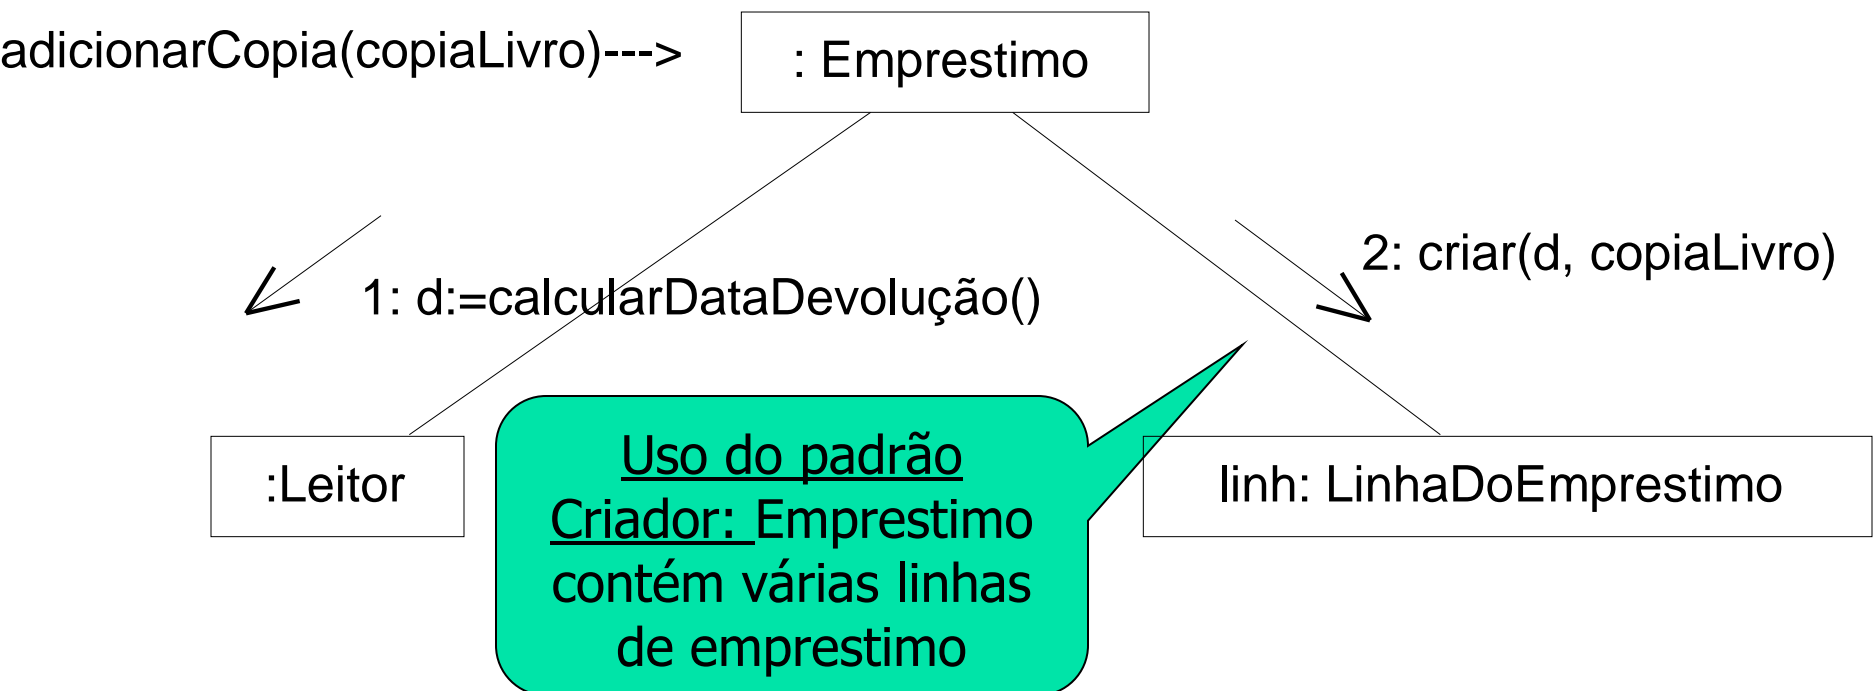 adicionarCopia(copiaLivro)--->
: Emprestimo
2: criar(d, copiaLivro)
1: d:=calcularDataDevolução()
:Leitor
Uso do padrão
Criador: Emprestimo
contém várias linhas
de emprestimo
linh: LinhaDoEmprestimo